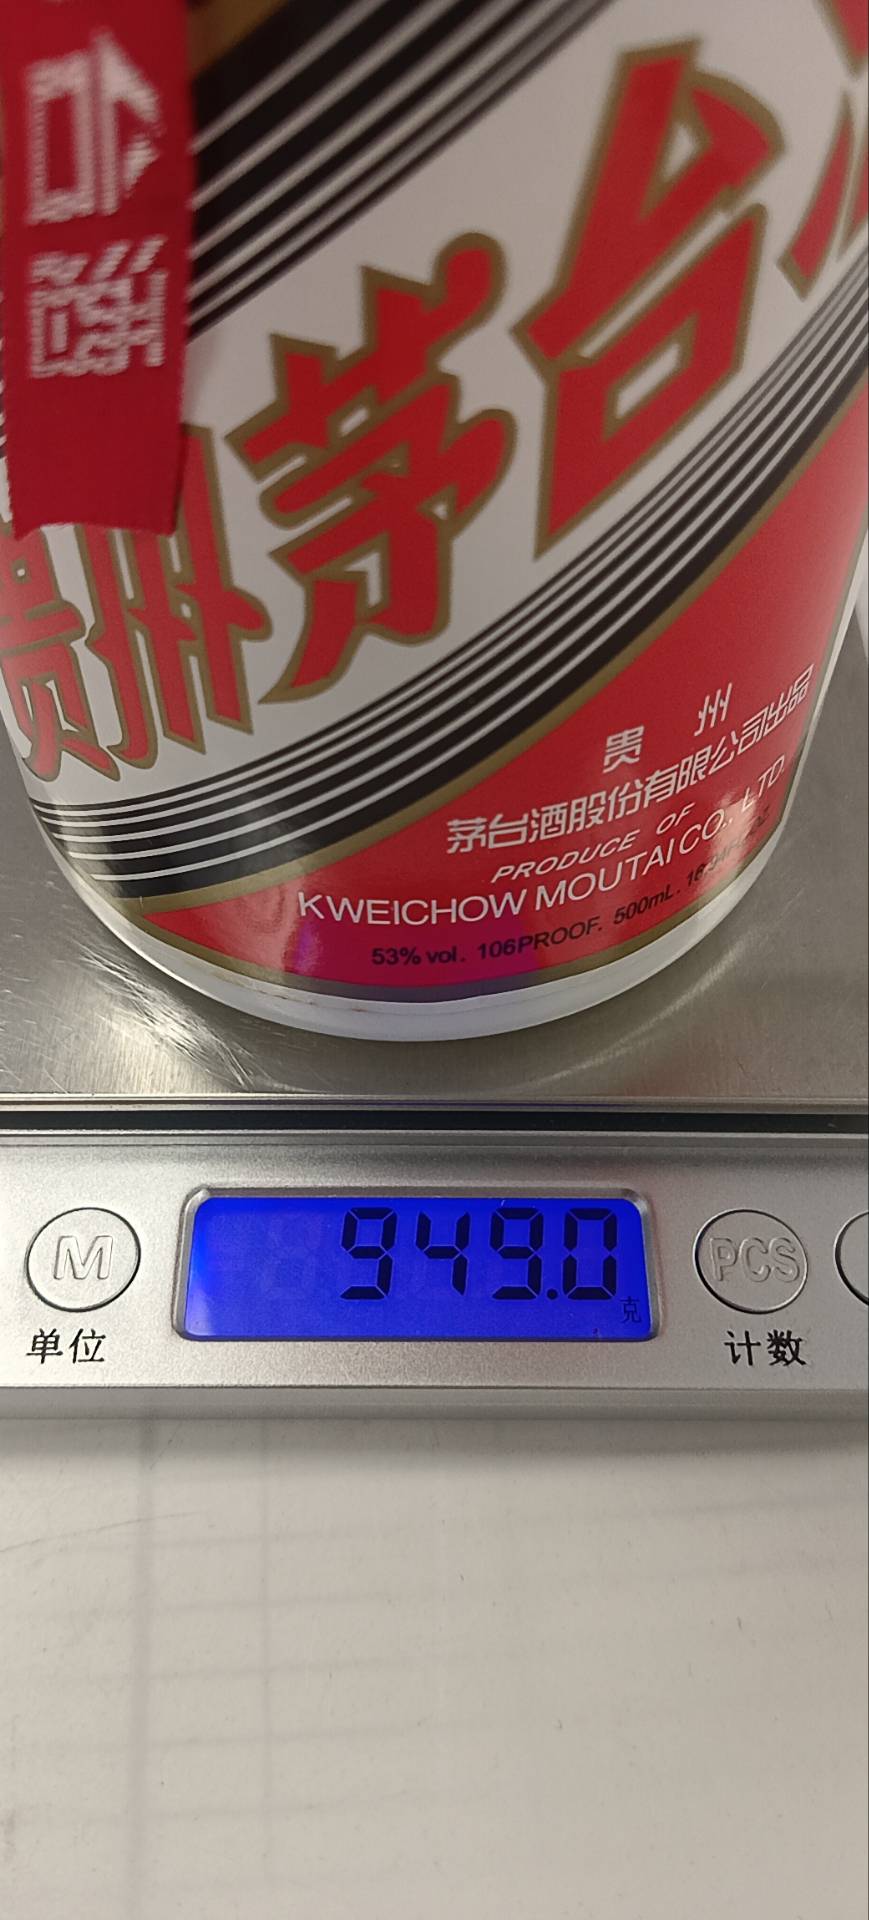 贵州茅台
贵 州
茅台酒股份有限公司出品
PRODUCE OF
KWEICHOW MOUTAI CO., LTD.
53% vol. 106PROOF. 500mL.
949.0
克
M
PCS
单位
计数